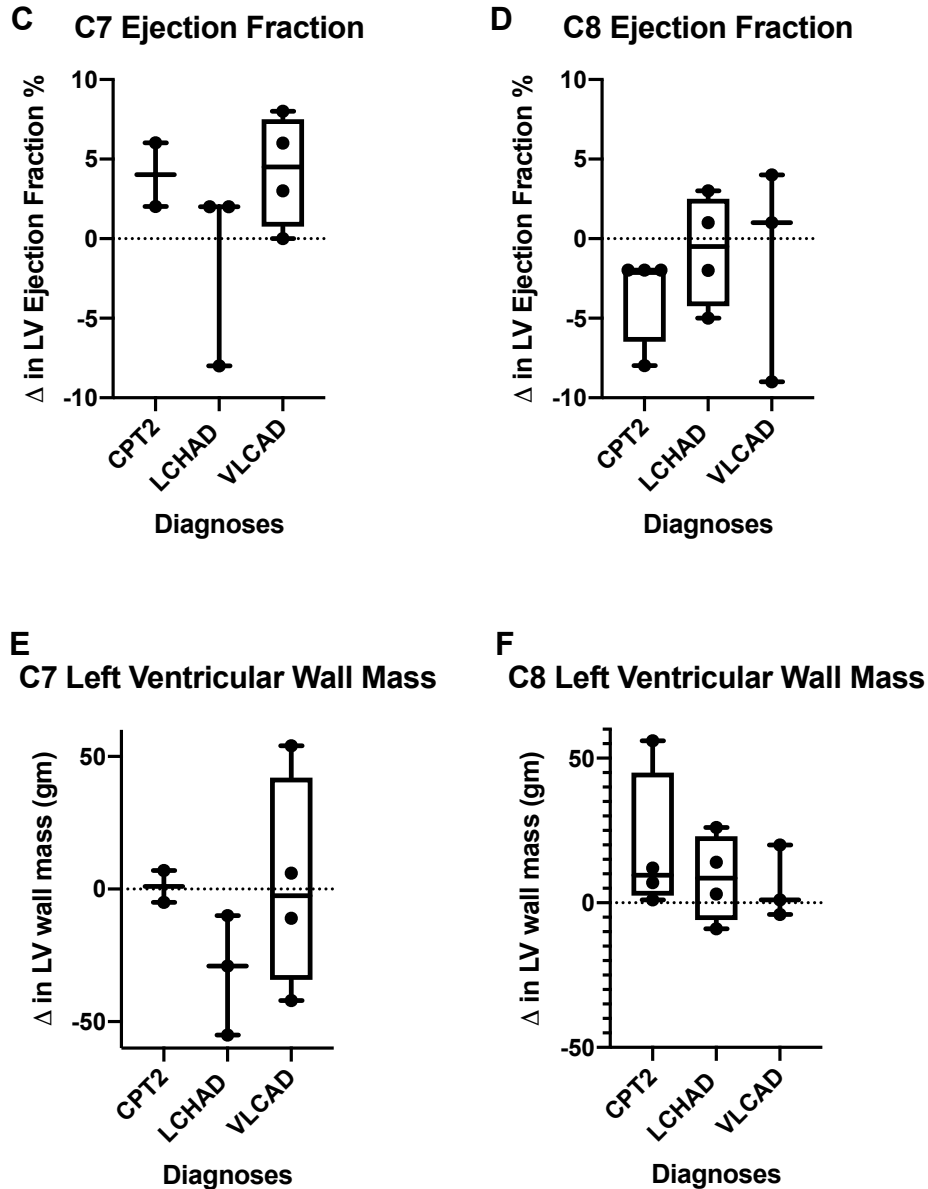 C
C7 Ejection Fraction
Δ in LV Ejection Fraction %
10
5
0
-5
-10
CPT2
LCHAD
VLCAD
Diagnoses
D
C8 Ejection Fraction
Δ in LV Ejection Fraction %
10
5
0
-5
-10
CPT2
LCHAD
VLCAD
Diagnoses
E
C7 Left Ventricular Wall Mass
Δ in LV wall mass (gm)
50
0
-50
CPT2
LCHAD
VLCAD
Diagnoses
F
C8 Left Ventricular Wall Mass
Δ in LV wall mass (gm)
50
0
-50
CPT2
LCHAD
VLCAD
Diagnoses